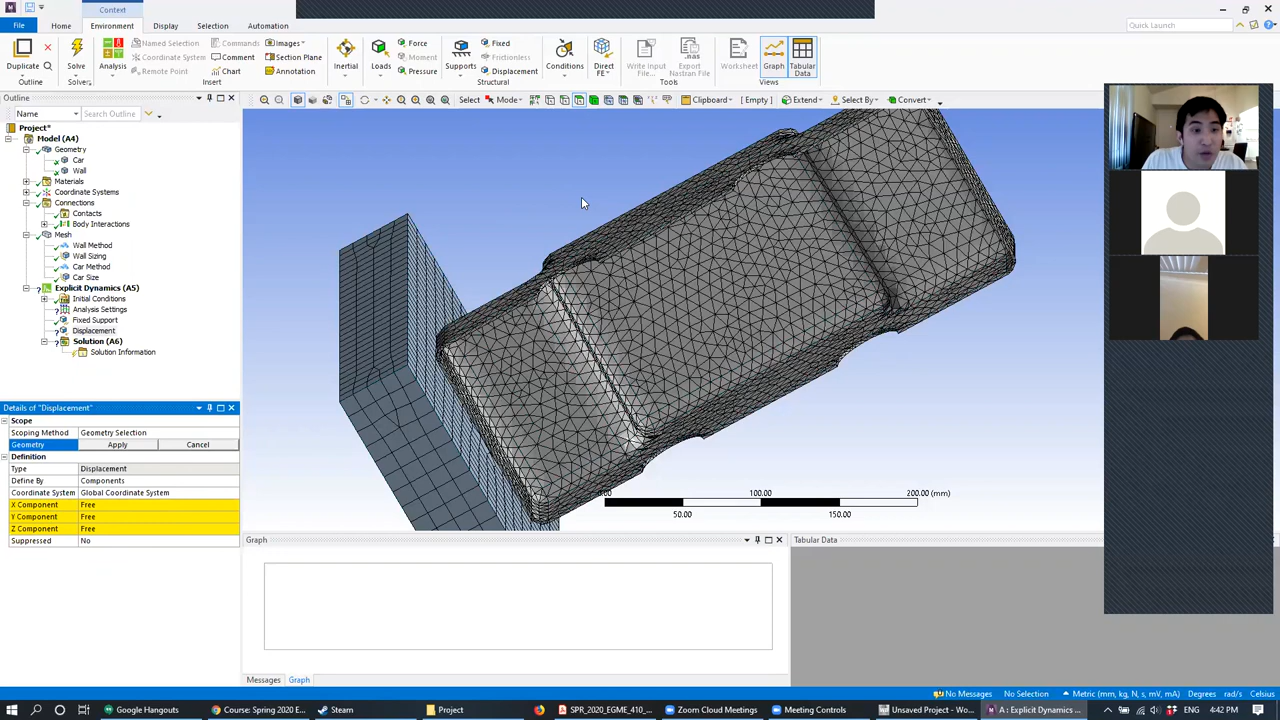 Context
File Home Environment Display Selection Automation
Quick Launch
Duplicate
Outline
Solve
Solver
Analysis
Named Selection
Coordinate System
Remote Point
Commands
Comment
Chart
Images
Section Plane
Annotation
Insert
Inertial
Loads
Force
Moment
Pressure
Supports
Fixed
Frictionless
Displacement
Structural
Conditions
Direct
FE
Write Input
File...
Export
Nastran File
Tools
Worksheet
Graph
Tabular
Data
Views
Outline
Name Search Outline
Select Mode Clipboard [ Empty ] Extend Select By Convert
Project*
Model (A4)
Geometry
Car
Wall
Materials
Coordinate Systems
Connections
Contacts
Body Interactions
Mesh
Wall Method
Wall Sizing
Car Method
Car Size
Explicit Dynamics (A5)
Initial Conditions
Analysis Settings
Fixed Support
Displacement
Solution (A6)
Solution Information
Details of "Displacement"
Scope
Scoping Method Geometry Selection
Geometry Apply Cancel
Definition
Type Displacement
Define By Components
Coordinate System Global Coordinate System
X Component Free
Y Component Free
Z Component Free
Suppressed No
0.00 100.00 200.00 (mm)
50.00 150.00
Graph
Tabular Data
Messages Graph
No Messages No Selection Metric (mm, kg, N, s, mV, mA) Degrees rad/s Celsius
Google Hangouts Course: Spring 202... Steam Project SPR_2020_EGME_410_... Zoom Cloud Meetings Meeting Controls Unsaved Project - Wo... A : Explicit Dynamics ... ENG 4:42 PM